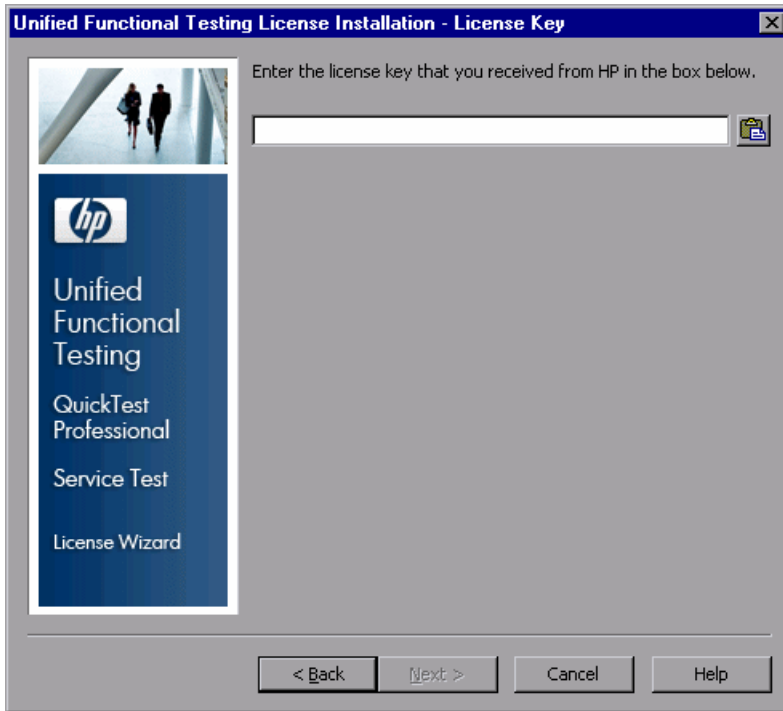 Unified Functional Testing License Installation - License Key
Enter the license key that you received from HP in the box below.
hp
Unified
Functional
Testing
QuickTest
Professional
Service Test
License Wizard
< Back
Next >
Cancel
Help